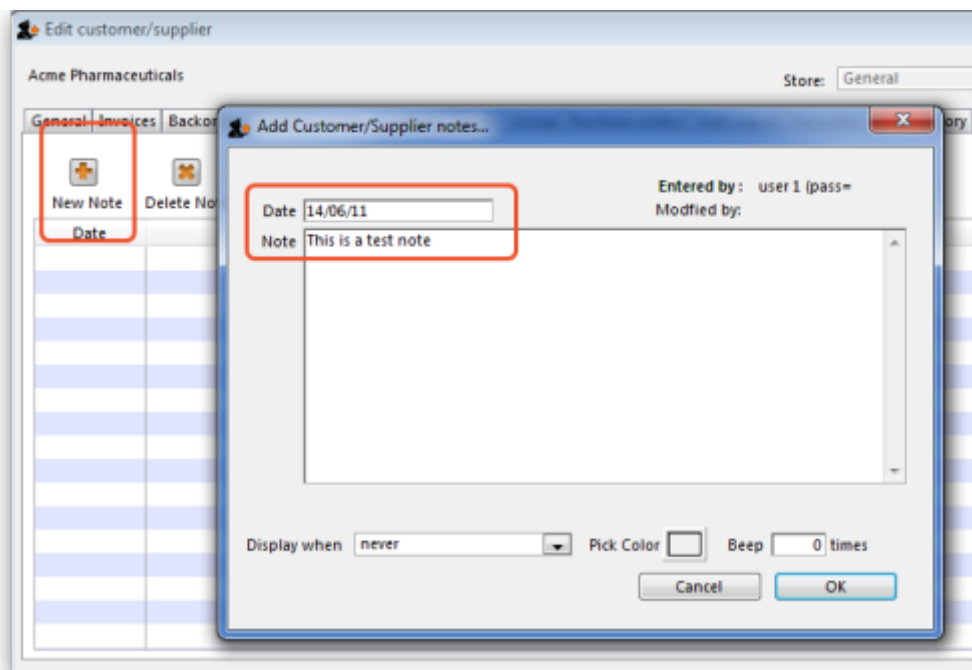 Edit customer/supplier
Acme Pharmaceuticals
Store: General
General Invoices Backor
Add Customer/Supplier notes...
ory
New Note Delete No
Entered by : user 1 (pass=
Date 14/06/11
Modfied by:
Date
Note This is a test note
Display when never Pick Color Beep 0 times
Cancel OK